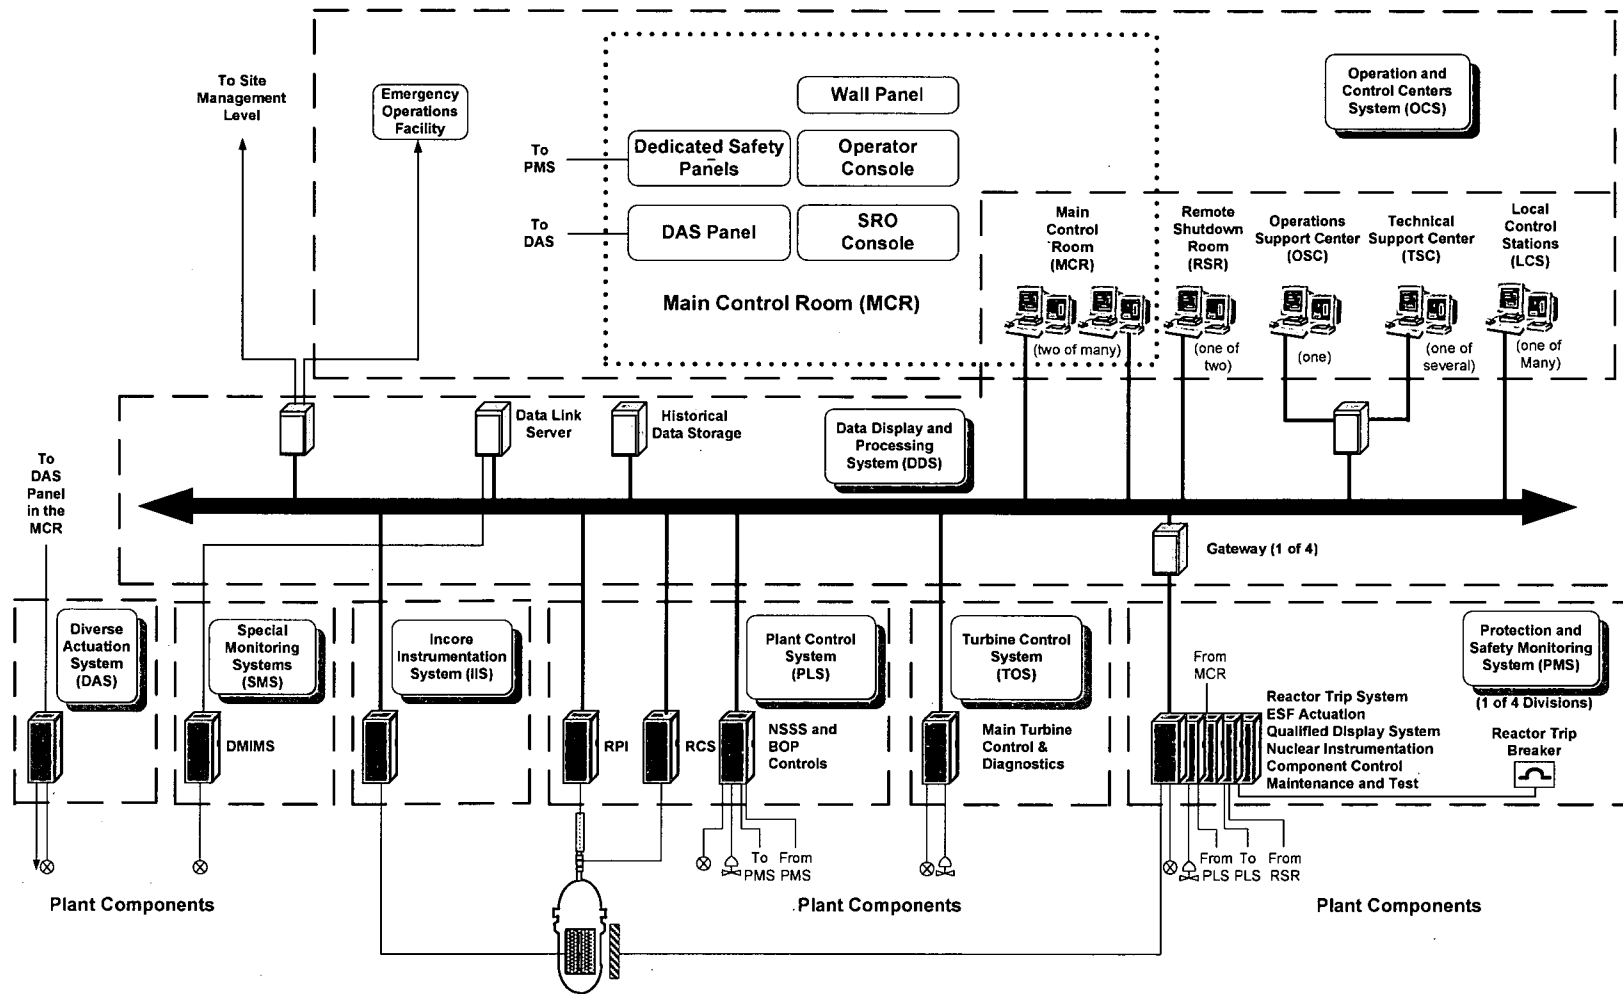 To Site
Management
Level
Emergency
Operations
Facility
Wall Panel
Operation and
Control Centers
System (OCS)
To
PMS
Dedicated Safety
Panels
Operator
Console
To
DAS
DAS Panel
SRO
Console
Main Control Room (MCR)
Main
Control
Room
(MCR)
Remote
Shutdown
Room
(RSR)
Operations
Support Center
(OSC)
Technical
Support Center
(TSC)
Local
Control
Stations
(LCS)
(two of many)
(one of
two)
(one)
(one of
several)
(one of
Many)
Data Link
Server
Historical
Data Storage
Data Display and
Processing
System (DDS)
To
DAS
Panel
in the
MCR
Gateway (1 of 4)
Diverse
Actuation
System
(DAS)
Special
Monitoring
Systems
(SMS)
Incore
Instrumentation
System (IIS)
Plant Control
System
(PLS)
Turbine Control
System
(TOS)
Protection and
Safety Monitoring
System (PMS)
(1 of 4 Divisions)
From
MCR
DMIMS
RPI
RCS
NSSS and
BOP
Controls
Main Turbine
Control &
Diagnostics
Reactor Trip System
ESF Actuation
Qualified Display System
Nuclear Instrumentation
Component Control
Maintenance and Test
Reactor Trip
Breaker
To
PMS
From
PMS
From
PLS
To
PLS
From
RSR
Plant Components
Plant Components
Plant Components